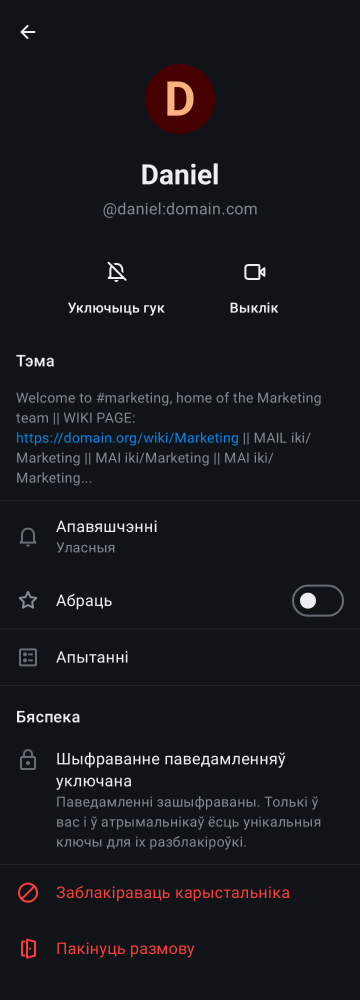 D
Daniel
@daniel:domain.com
Уключыць гук
Выклік
Тэма
Welcome to #marketing, home of the Marketing
team || WIKI PAGE:
https://domain.org/wiki/Marketing || MAIL iki/
Marketing || MAI iki/Marketing || MAI iki/
Marketing...
Апавяшчэнні
Уласныя
Абраць
Апытанні
Бяспека
Шыфраванне паведамленняў
уключана
Паведамленні зашыфраваны. Толькі ў
вас і ў атрымальнікаў ёсць унікальныя
ключы для іх разблакіроўкі.
Заблакіраваць карыстальніка
Пакінуць размову